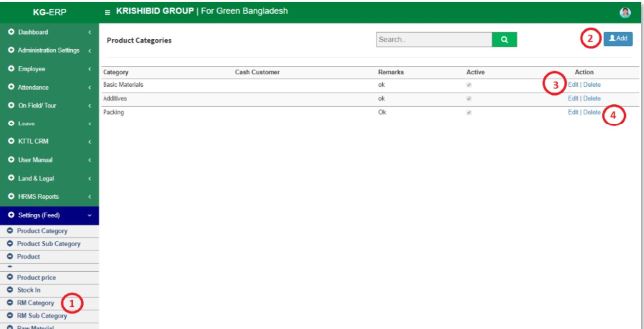 KG-ERP
≡ KRISHIBID GROUP | For Green Bangladesh
Dashboard
Administration Settings
Employee
Attendance
On Field/ Tour
Leave
KTTL CRM
User Manual
Land & Legal
HRMS Reports
Settings (Feed)
Product Category
Product Sub Category
Product
Product price
Stock In
RM Category 1
RM Sub Category
Raw Material
Product Categories
Search..
2 Add
Category Cash Customer Remarks Active Action
Basic Materials ok 3 Edit | Delete
Additives ok Edit | Delete
Packing Ok Edit | Delete 4